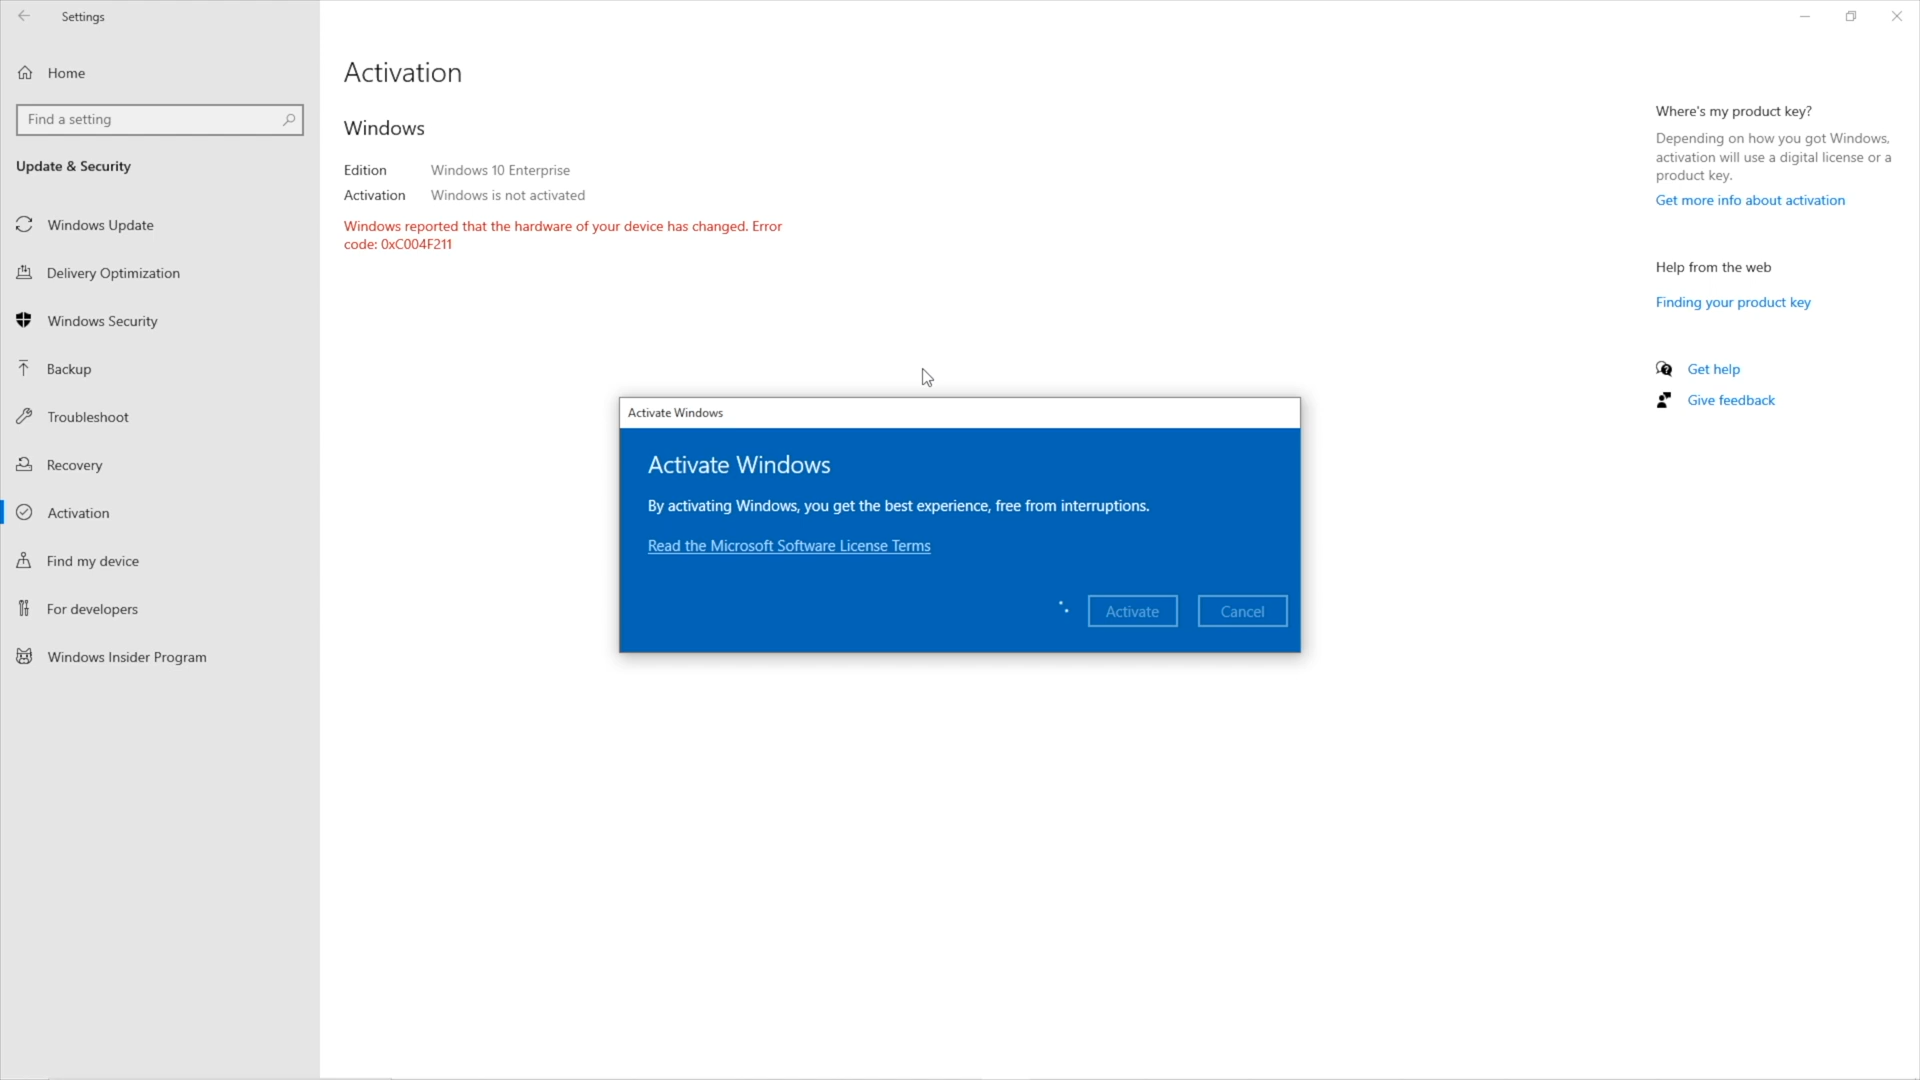 Settings
Home
Find a setting
Update & Security
Windows Update
Delivery Optimization
Windows Security
Backup
Troubleshoot
Recovery
Activation
Find my device
For developers
Windows Insider Program
Activation
Windows
Edition Windows 10 Enterprise
Activation Windows is not activated
Windows reported that the hardware of your device has changed. Error
code: 0xC004F211
Activate Windows
Activate Windows
By activating Windows, you get the best experience, free from interruptions.
Read the Microsoft Software License Terms
Activate Cancel
Where's my product key?
Depending on how you got Windows,
activation will use a digital license or a
product key.
Get more info about activation
Help from the web
Finding your product key
Get help
Give feedback